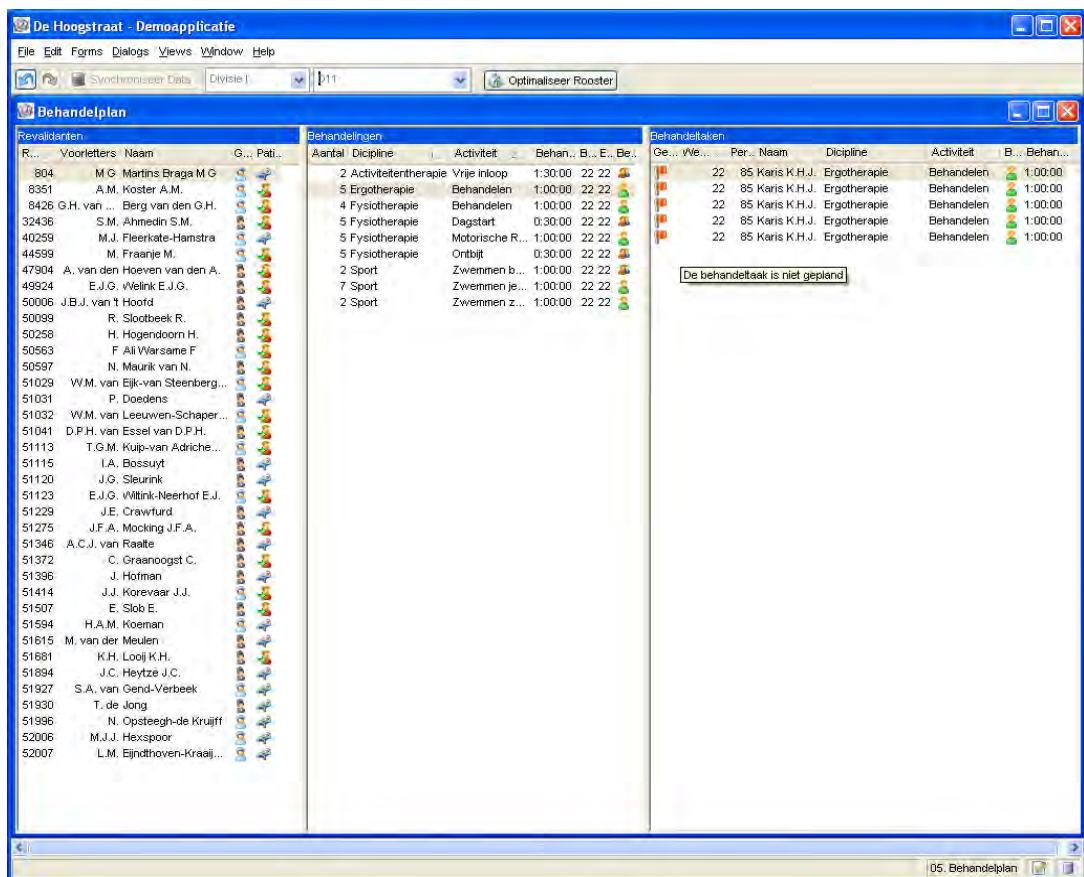 De Hoogstraat - Demoapplicatie
File Edit Forms Dialogs Views Window Help
Synchroniseer Data Divisie I 011 Optimaliseer Rooster
Behandelplan
Revalidanten
R... Voorletters Naam G... Pati...
804 M G Martins Braga M G
8351 A.M. Koster A.M.
8426 G.H. van ... Berg van den G.H.
32436 S.M. Ahmedin S.M.
40259 M.J. Fleerkate-Hamstra
44599 M. Fraanje M.
47904 A. van den Hoeven van den A.
49924 E.J.G. Welink E.J.G.
50006 J.B.J. van 't Hoofd
50099 R. Slootbeek R.
50258 H. Hogendoorn H.
50563 F Ali Warsame F
50597 N. Maurik van N.
51029 W.M. van Eijk-van Steenberg...
51031 P. Doedens
51032 W.M. van Leeuwen-Schaper...
51041 D.P.H. van Essel van D.P.H.
51113 T.G.M. Kuip-van Adriche...
51115 I.A. Bossuyt
51120 J.G. Sleurink
51123 E.J.G. Wiltink-Neerhof E.J.
51229 J.E. Crawfurd
51275 J.F.A. Mocking J.F.A.
51346 A.C.J. van Raalte
51372 C. Graanoogst C.
51396 J. Hofman
51414 J.J. Korevaar J.J.
51507 E. Slob E.
51594 H.A.M. Koeman
51615 M. van der Meulen
51681 K.H. Looij K.H.
51894 J.C. Heytze J.C.
51927 S.A. van Gend-Verbeek
51930 T. de Jong
51996 N. Opsteegh-de Kruijff
52006 M.J.J. Hexspoor
52007 L.M. Eijndthoven-Kraaij...
Behandelingen
Aantal Dicipline Activiteit Behan... B... E... Be...
2 Activiteitentherapie Vrije inloop 1:30:00 22 22
5 Ergotherapie Behandelen 1:00:00 22 22
4 Fysiotherapie Behandelen 1:00:00 22 22
5 Fysiotherapie Dagstart 0:30:00 22 22
5 Fysiotherapie Motorische R... 1:00:00 22 22
5 Fysiotherapie Ontbijt 0:30:00 22 22
2 Sport Zwemmen b... 1:00:00 22 22
7 Sport Zwemmen je... 1:00:00 22 22
2 Sport Zwemmen z... 1:00:00 22 22
Behandeltaken
Ge... We... Per... Naam Dicipline Activiteit B... Behan...
22 85 Karis K.H.J. Ergotherapie Behandelen 1:00:00
22 85 Karis K.H.J. Ergotherapie Behandelen 1:00:00
22 85 Karis K.H.J. Ergotherapie Behandelen 1:00:00
22 85 Karis K.H.J. Ergotherapie Behandelen 1:00:00
22 85 Karis K.H.J. Ergotherapie Behandelen 1:00:00
De behandeltaak is niet gepland
05. Behandelplan